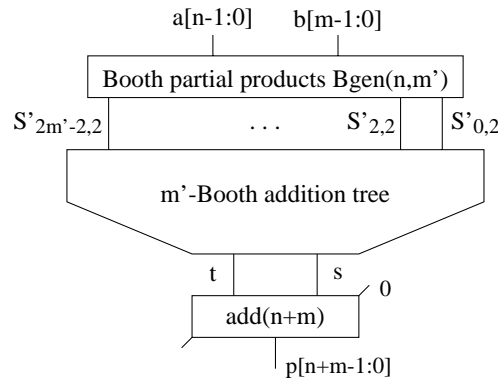 a[n-1:0] b[m-1:0]
Booth partial products Bgen(n,m')
S'2m'-2,2 . . . S'2,2 S'0,2
m'-Booth addition tree
t s
0
add(n+m)
p[n+m-1:0]